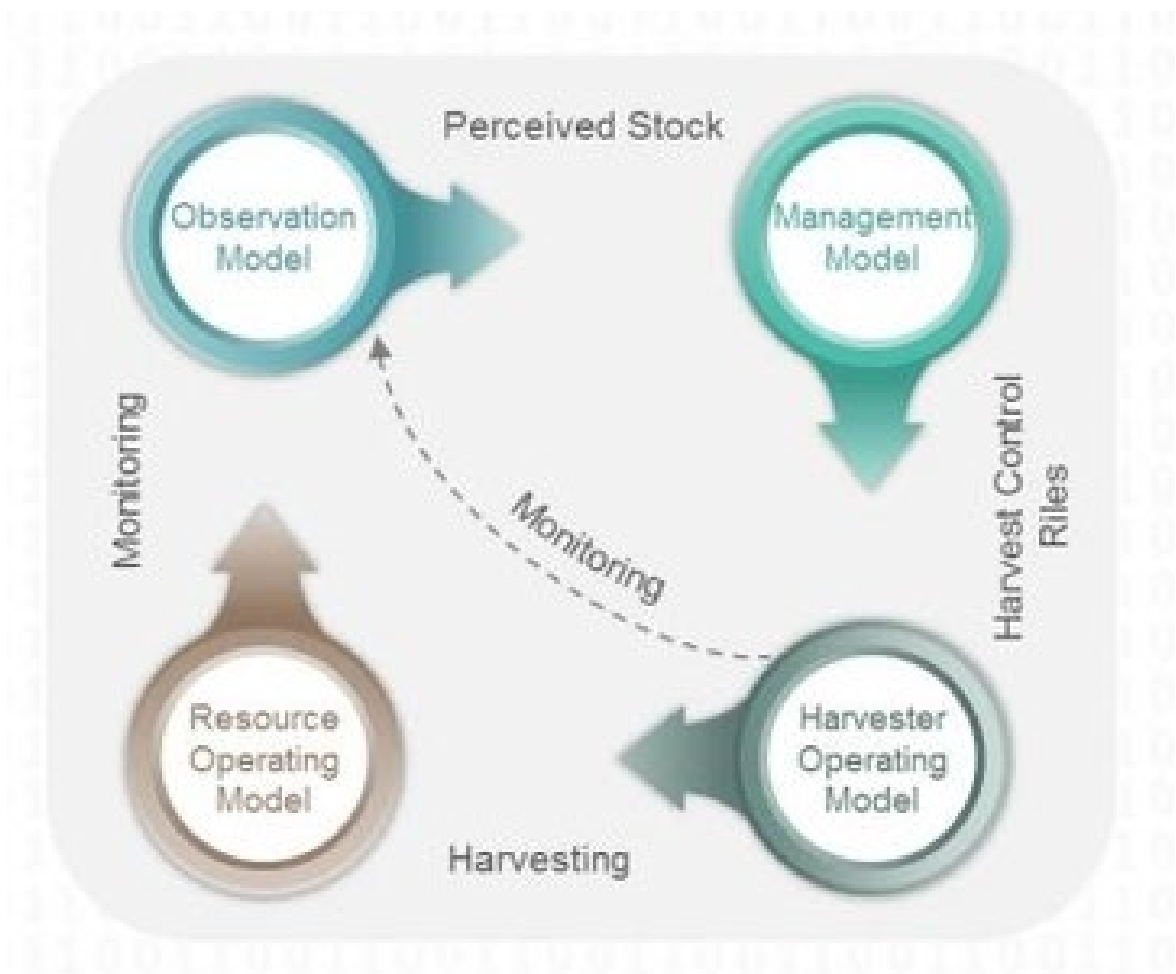 Perceived Stock
Observation
Model
Management
Model
Monitoring
Monitoring
Harvest Control
Riles
Resource
Operating
Model
Harvester
Operating
Model
Harvesting